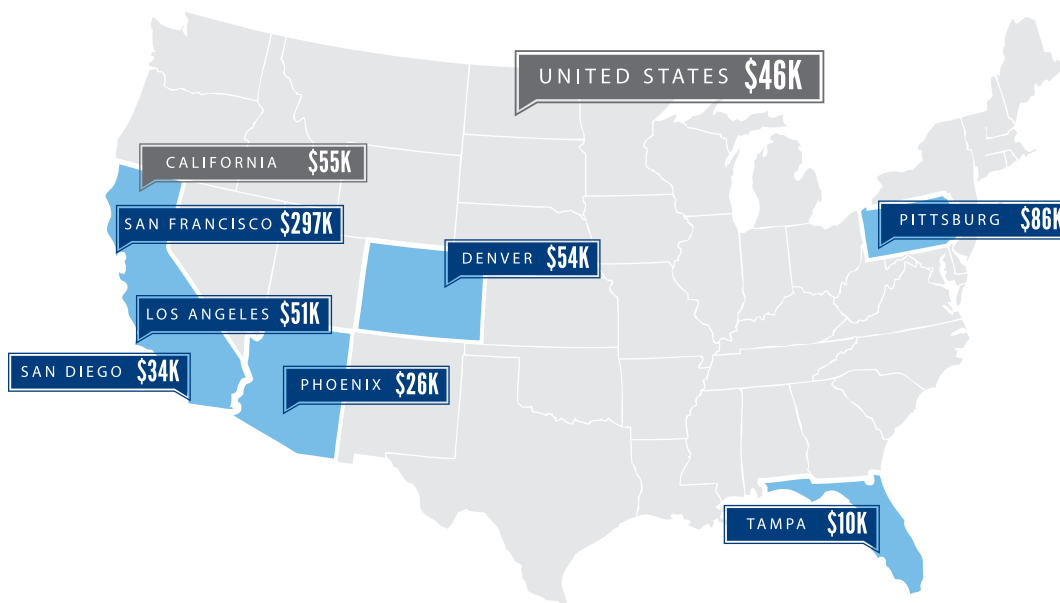 UNITED STATES $46K
CALIFORNIA $55K
SAN FRANCISCO $297K
PITTSBURG $86K
DENVER $54K
LOS ANGELES $51K
SAN DIEGO $34K
PHOENIX $26K
TAMPA $10K